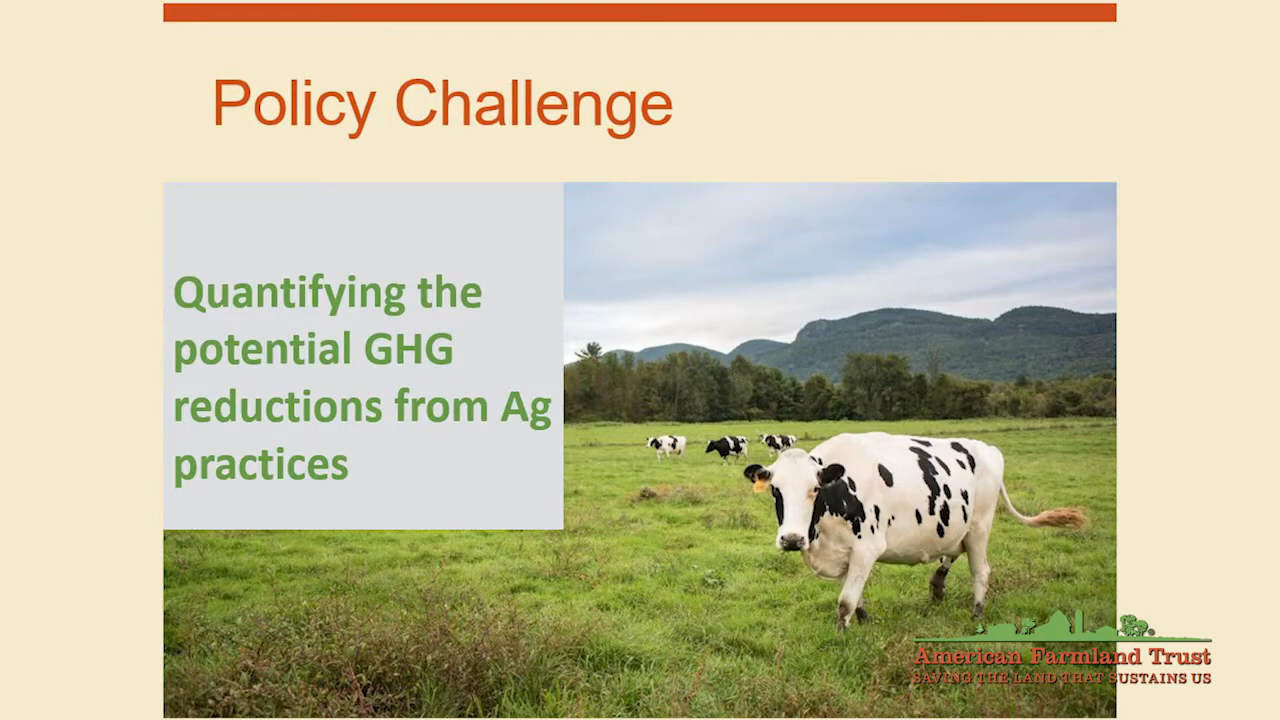 Policy Challenge
Quantifying the
potential GHG
reductions from Ag
practices
American Farmland Trust
SAVING THE LAND THAT SUSTAINS US